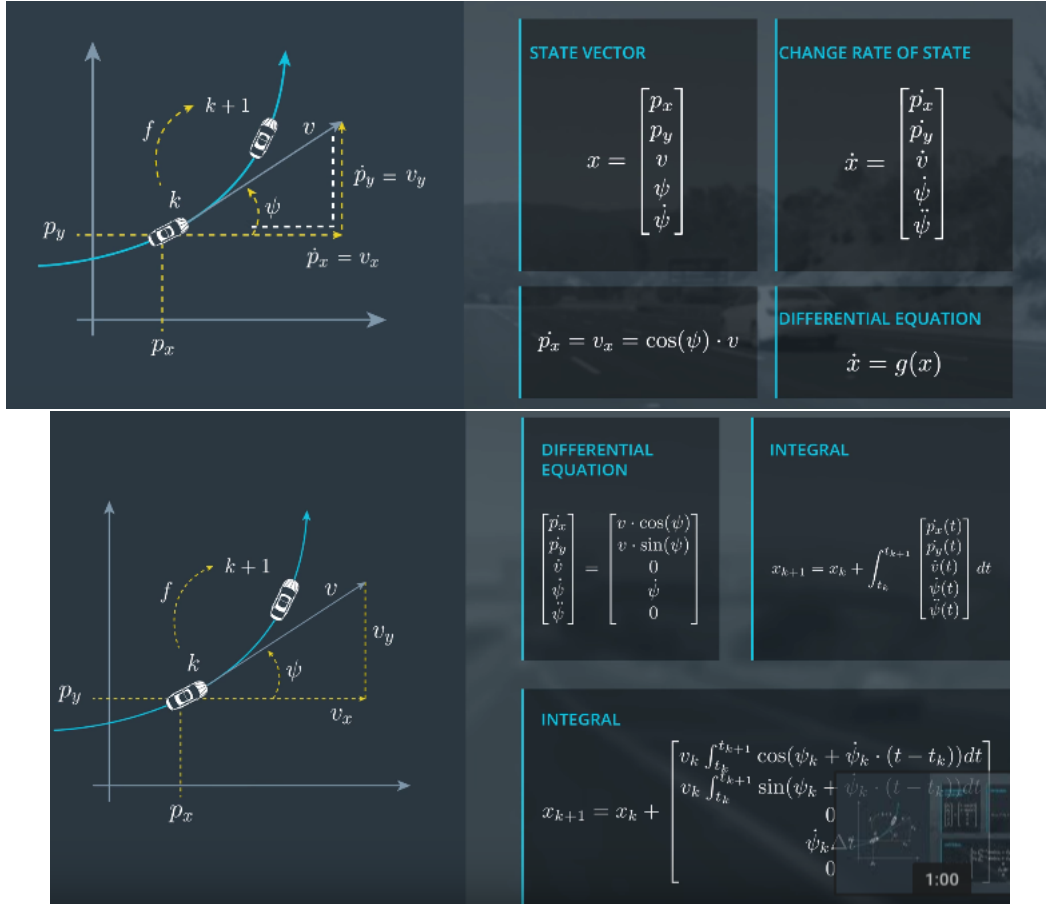 k + 1
f
v
ṗ_y = v_y
k
ψ
p_y
ṗ_x = v_x
p_x
STATE VECTOR
x = [p_x
p_y
v
ψ
ψ̇]
CHANGE RATE OF STATE
ẋ = [ṗ_x
ṗ_y
v̇
ψ̇
ψ̈]
ṗ_x = v_x = cos(ψ) · v
DIFFERENTIAL EQUATION
ẋ = g(x)
k + 1
f
v
v_y
k
ψ
p_y
v_x
p_x
DIFFERENTIAL
EQUATION
[ṗ_x
ṗ_y
v̇
ψ̇
ψ̈] = [v · cos(ψ)
v · sin(ψ)
0
ψ̇
0]
INTEGRAL
x_{k+1} = x_k + ∫_{t_k}^{t_{k+1}} [ṗ_x(t)
ṗ_y(t)
v̇(t)
ψ̇(t)
ψ̈(t)] dt
INTEGRAL
x_{k+1} = x_k + [v_k ∫_{t_k}^{t_{k+1}} cos(ψ_k + ψ̇_k · (t − t_k))dt
v_k ∫_{t_k}^{t_{k+1}} sin(ψ_k + ψ̇_k · (t − t_k))dt
0
ψ̇_kΔt
0]
1:00